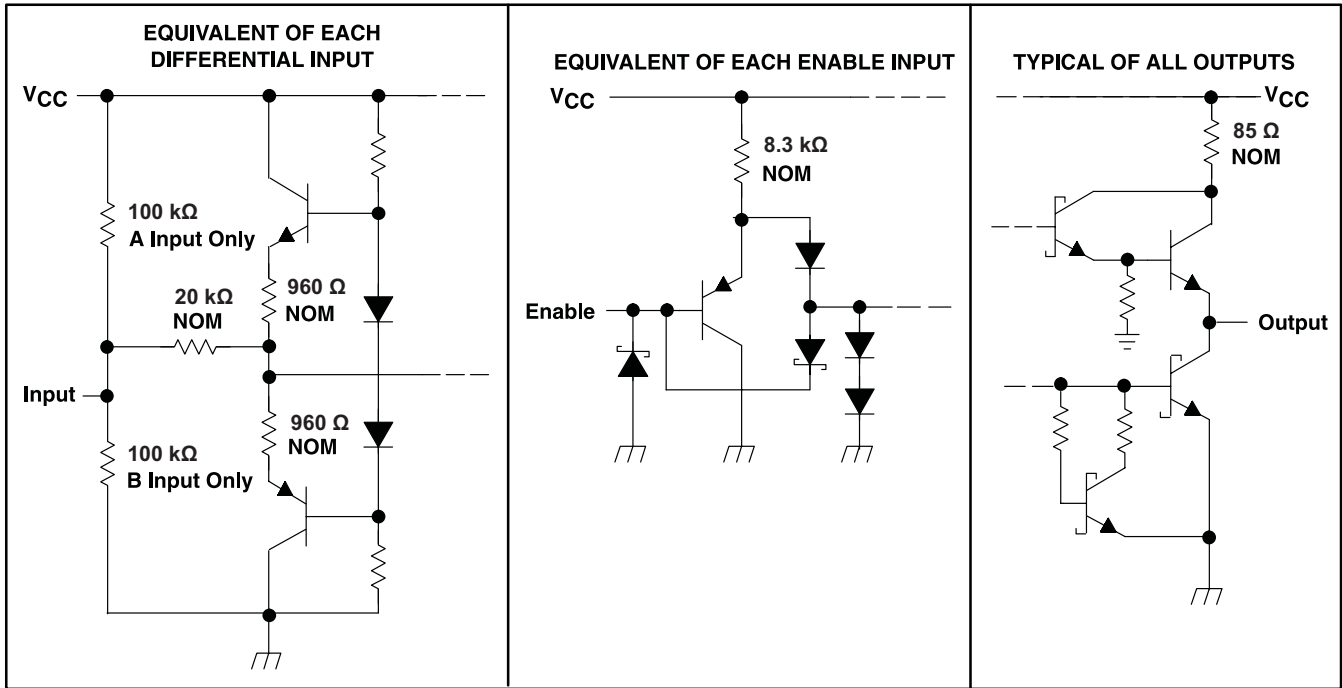 EQUIVALENT OF EACH
DIFFERENTIAL INPUT
VCC
100 kΩ
A Input Only
20 kΩ
NOM
960 Ω
NOM
Input
960 Ω
NOM
100 kΩ
B Input Only
EQUIVALENT OF EACH ENABLE INPUT
VCC
8.3 kΩ
NOM
Enable
TYPICAL OF ALL OUTPUTS
VCC
85 Ω
NOM
Output